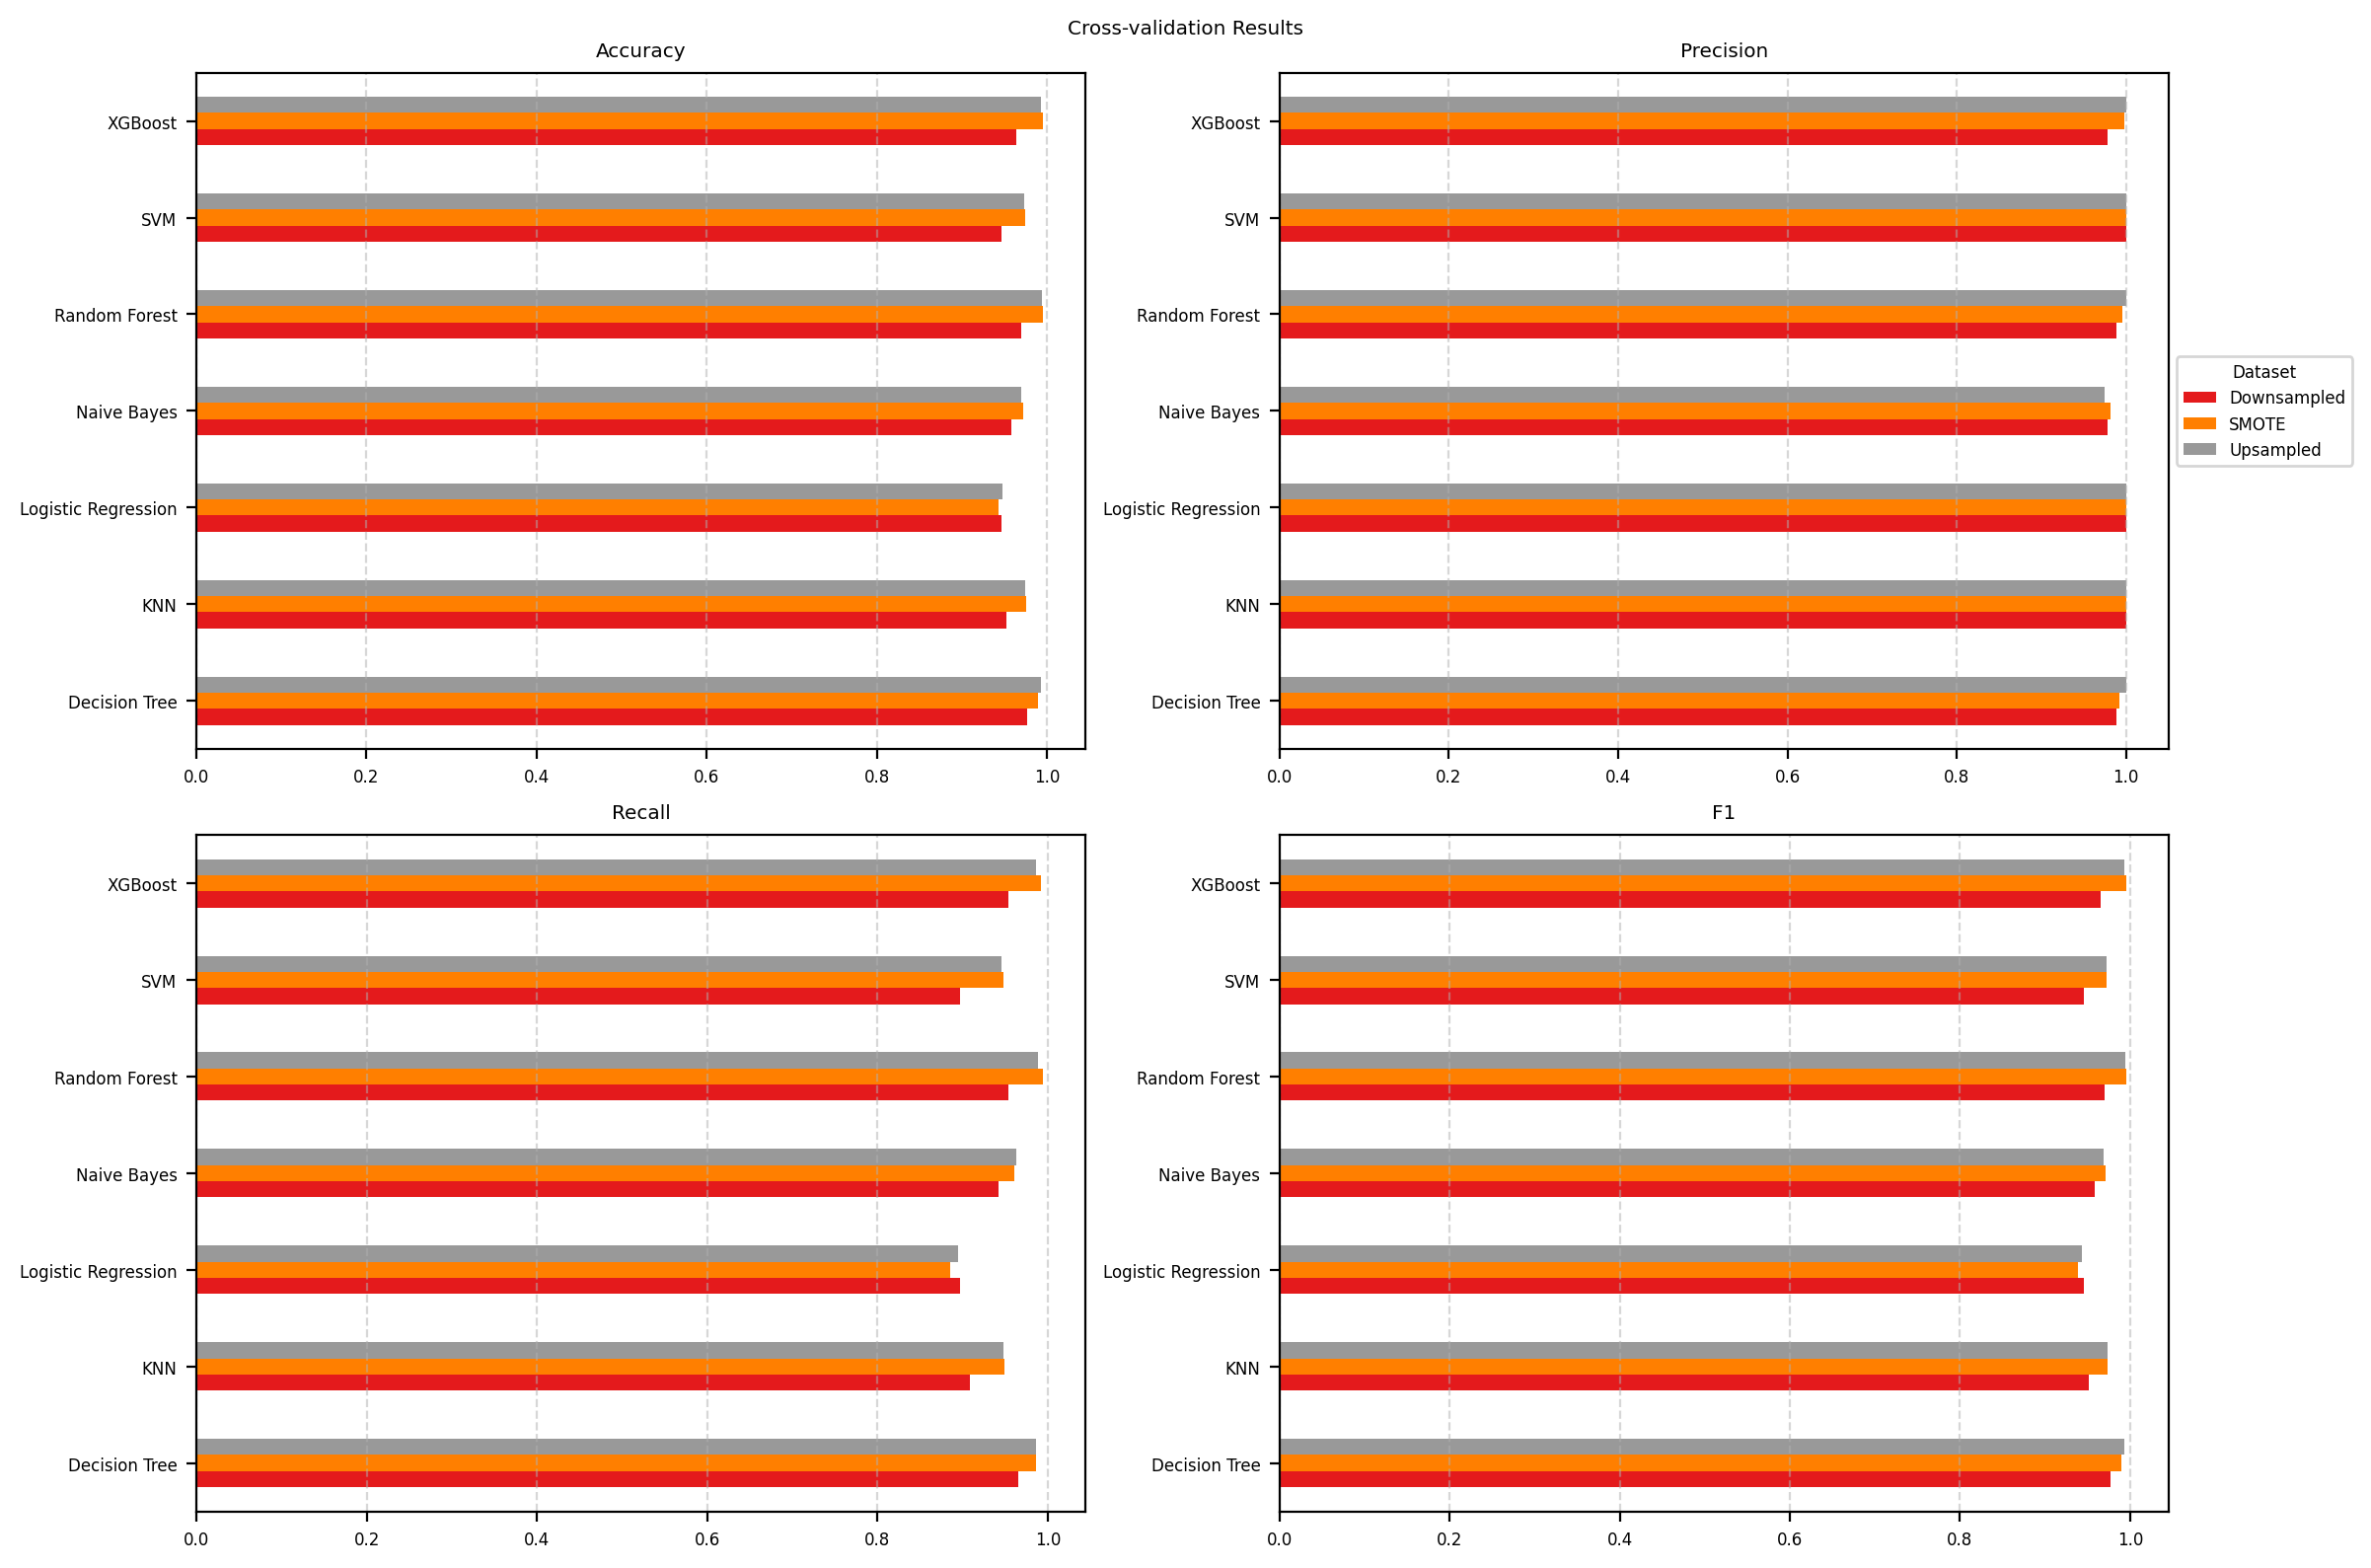 Cross-validation Results
Accuracy
XGBoost
SVM
Random Forest
Naive Bayes
Logistic Regression
KNN
Decision Tree
0.0 0.2 0.4 0.6 0.8 1.0
Precision
XGBoost
SVM
Random Forest
Naive Bayes
Logistic Regression
KNN
Decision Tree
0.0 0.2 0.4 0.6 0.8 1.0
Dataset
Downsampled
SMOTE
Upsampled
Recall
XGBoost
SVM
Random Forest
Naive Bayes
Logistic Regression
KNN
Decision Tree
0.0 0.2 0.4 0.6 0.8 1.0
F1
XGBoost
SVM
Random Forest
Naive Bayes
Logistic Regression
KNN
Decision Tree
0.0 0.2 0.4 0.6 0.8 1.0